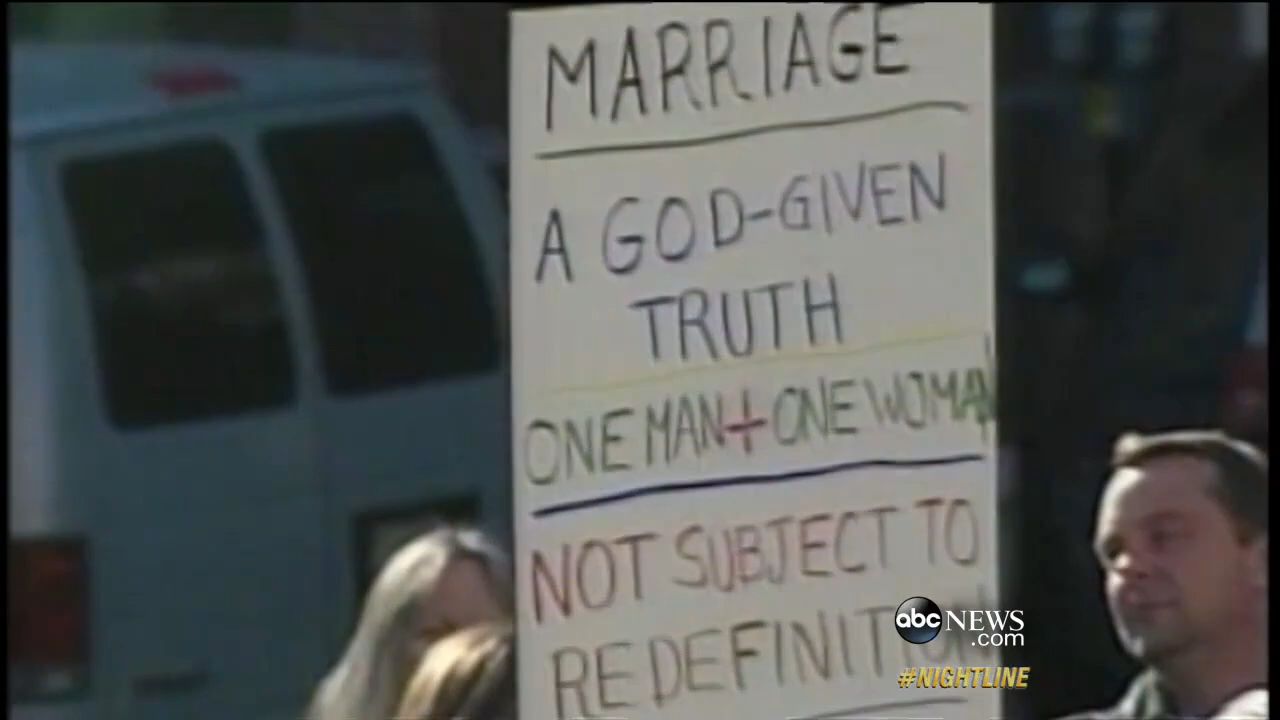 MARRIAGE
A GOD-GIVEN
TRUTH
ONE MAN + ONE WOMAN
NOT SUBJECT TO
REDEFINITION
abc NEWS
.com
#NIGHTLINE